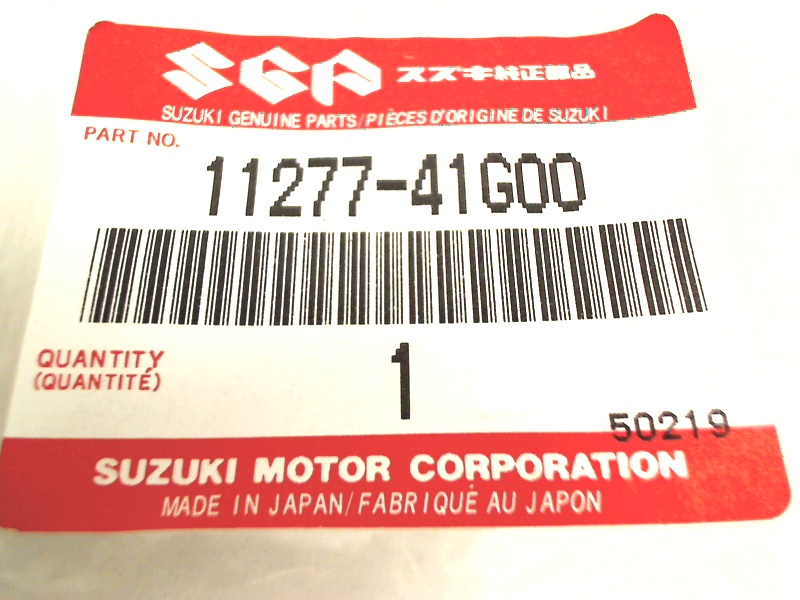 SGP スズキ純正部品
SUZUKI GENUINE PARTS/PIÈCES D'ORIGINE DE SUZUKI
PART NO.
11277-41G00
QUANTITY
(QUANTITÉ)
1
50219
SUZUKI MOTOR CORPORATION
MADE IN JAPAN/FABRIQUÉ AU JAPON